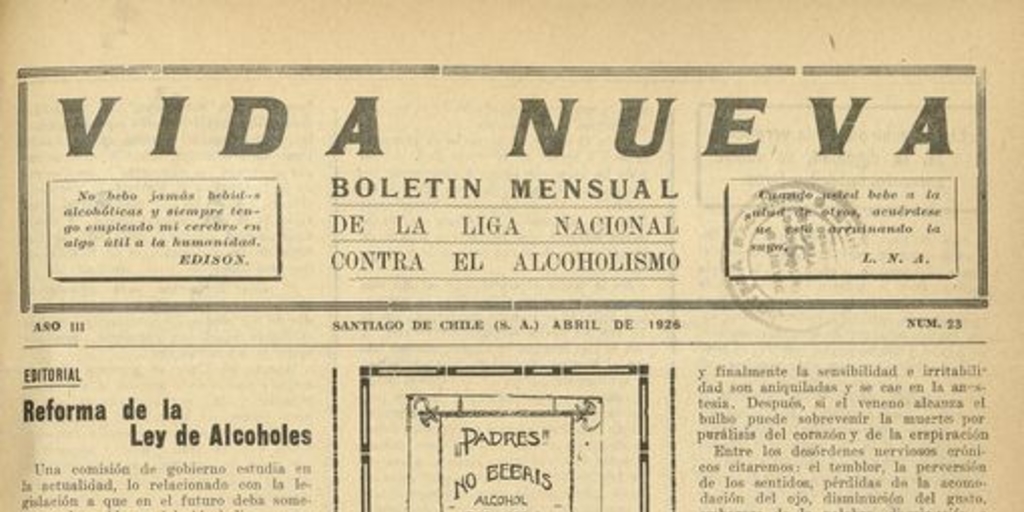 VIDA NUEVA
No bebo jamás bebidas
alcohóticas y siempre ten-
go empleado mi cerebro en
algo útil a la humanidad.
EDISON.
BOLETIN MENSUAL
DE LA LIGA NACIONAL
CONTRA EL ALCOHOLISMO
Cuando usted bebe a la
salud de otros, acuérdese
que está arruinando la
suya.
L. N. A.
AÑO III
SANTIAGO DE CHILE (S. A.) ABRIL DE 1926
NUM. 23
EDITORIAL
Reforma de la
Ley de Alcoholes
Una comisión de gobierno estudia en
la actualidad, lo relacionado con la le-
gislación a que en el futuro deba some-
"PADRES"
NO BEBAIS
ALCOHOL
y finalmente la sensibilidad e irritabili-
dad son aniquiladas y se cae en la anes-
tesia. Después, si el veneno alcanza el
bulbo puede sobrevenir la muerte por
parálisis del corazón y de la erspiración
Entre los desórdenes nerviosos cróni-
cos citaremos: el temblor, la perversión
de los sentidos, pérdidas de la acomo-
dación del ojo, disminución del gusto,